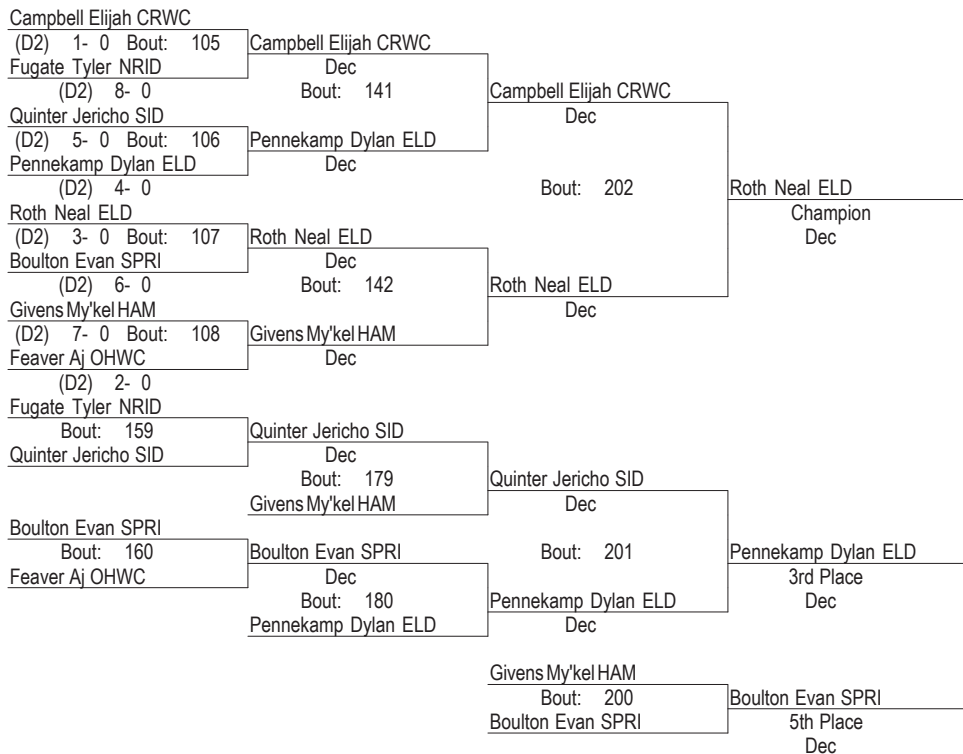 Campbell Elijah CRWC
(D2) 1- 0 Bout: 105
Campbell Elijah CRWC
Fugate Tyler NRID
Dec
(D2) 8- 0
Bout: 141
Campbell Elijah CRWC
Quinter Jericho SID
Dec
(D2) 5- 0 Bout: 106
Pennekamp Dylan ELD
Pennekamp Dylan ELD
Dec
(D2) 4- 0
Bout: 202
Roth Neal ELD
Roth Neal ELD
Champion
(D2) 3- 0 Bout: 107
Roth Neal ELD
Dec
Boulton Evan SPRI
Dec
(D2) 6- 0
Bout: 142
Roth Neal ELD
Givens My'kel HAM
Dec
(D2) 7- 0 Bout: 108
Givens My'kel HAM
Feaver Aj OHWC
Dec
(D2) 2- 0
Fugate Tyler NRID
Bout: 159
Quinter Jericho SID
Quinter Jericho SID
Dec
Bout: 179
Quinter Jericho SID
Givens My'kel HAM
Dec
Boulton Evan SPRI
Bout: 160
Boulton Evan SPRI
Bout: 201
Pennekamp Dylan ELD
Feaver Aj OHWC
Dec
3rd Place
Bout: 180
Pennekamp Dylan ELD
Dec
Pennekamp Dylan ELD
Dec
Givens My'kel HAM
Bout: 200
Boulton Evan SPRI
Boulton Evan SPRI
5th Place
Dec